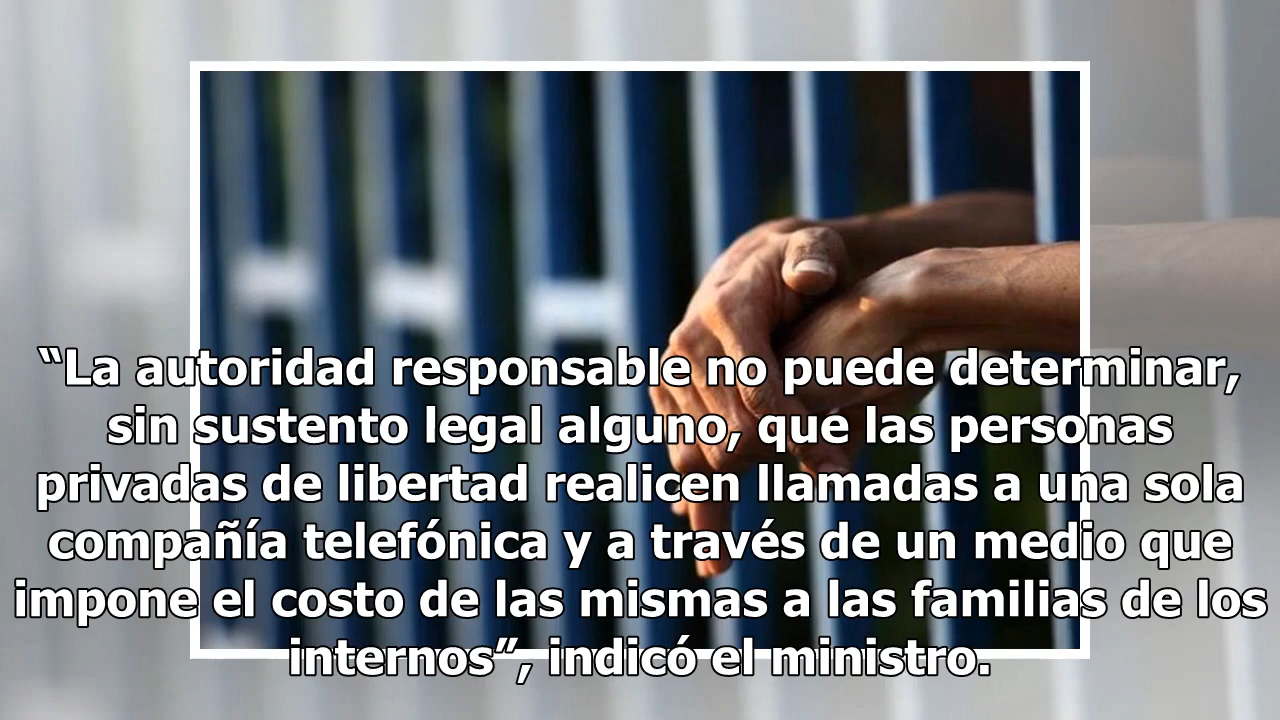 “La autoridad responsable no puede determinar,
sin sustento legal alguno, que las personas
privadas de libertad realicen llamadas a una sola
compañía telefónica y a través de un medio que
impone el costo de las mismas a las familias de los
internos”, indicó el ministro.